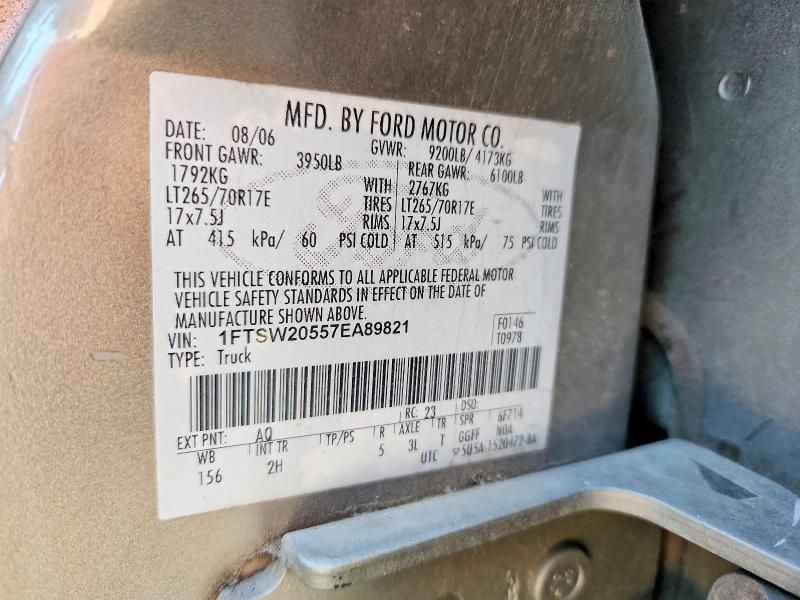 MFD. BY FORD MOTOR CO.
DATE: 08/06 GVWR: 9200LB/4173KG
FRONT GAWR: 3950LB REAR GAWR: 6100LB
1792KG WITH 2767KG WITH
LT265/70R17E TIRES LT265/70R17E TIRES
17x7.5J RIMS 17x7.5J RIMS
AT 415 kPa/ 60 PSI COLD AT 515 kPa/ 75 PSI COLD
THIS VEHICLE CONFORMS TO ALL APPLICABLE FEDERAL MOTOR
VEHICLE SAFETY STANDARDS IN EFFECT ON THE DATE OF
MANUFACTURE SHOWN ABOVE.
VIN: 1FTSW20557EA89821 F0146
TYPE: Truck T0978
RC: 23 DSO:
EXT PNT: AQ R AXLE TR SPR 6F714
WB INT TR TP/PS 5 3L T GGFF NOA
156 2H UTC ▽5U5A-1520472-BA